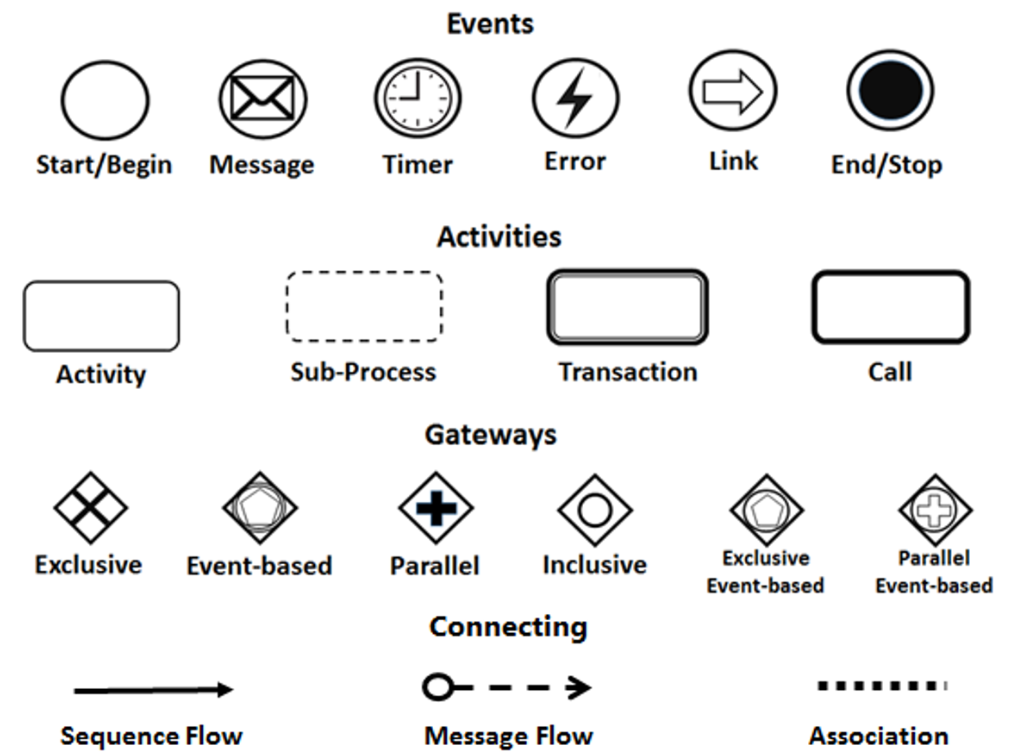 Events
Start/Begin
Message
Timer
Error
Link
End/Stop
Activities
Activity
Sub-Process
Transaction
Call
Gateways
Exclusive
Event-based
Parallel
Inclusive
Exclusive
Event-based
Parallel
Event-based
Connecting
Sequence Flow
Message Flow
Association